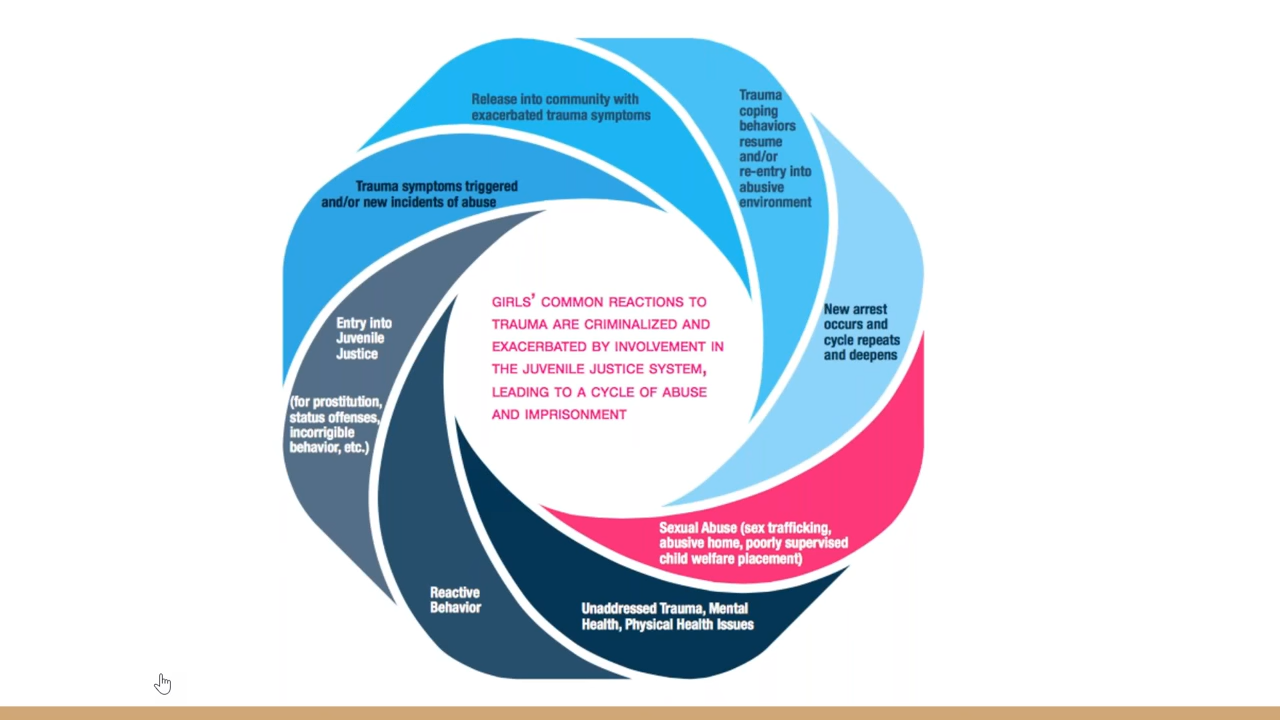 Release into community with
exacerbated trauma symptoms
Trauma
coping
behaviors
resume
and/or
re-entry into
abusive
environment
Trauma symptoms triggered
and/or new incidents of abuse
Entry into
Juvenile
Justice
(for prostitution,
status offenses,
incorrigible
behavior, etc.)
GIRLS' COMMON REACTIONS TO
TRAUMA ARE CRIMINALIZED AND
EXACERBATED BY INVOLVEMENT IN
THE JUVENILE JUSTICE SYSTEM,
LEADING TO A CYCLE OF ABUSE
AND IMPRISONMENT
New arrest
occurs and
cycle repeats
and deepens
Sexual Abuse (sex trafficking,
abusive home, poorly supervised
child welfare placement)
Reactive
Behavior
Unaddressed Trauma, Mental
Health, Physical Health Issues